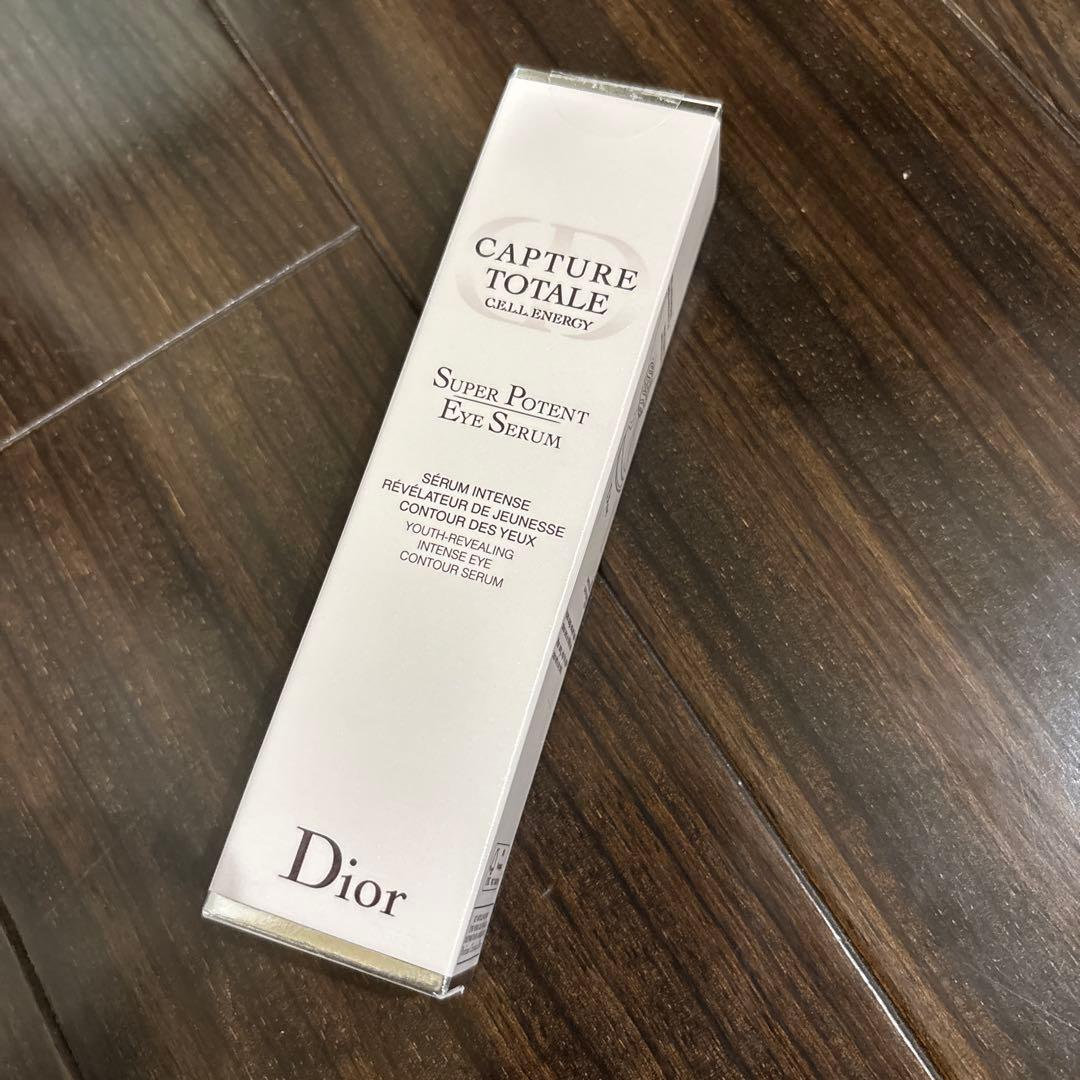 CAPTURE
TOTALE
C.E.L.L. ENERGY
SUPER POTENT
EYE SERUM
SÉRUM INTENSE
RÉVÉLATEUR DE JEUNESSE
CONTOUR DES YEUX
YOUTH-REVEALING
INTENSE EYE
CONTOUR SERUM
Dior